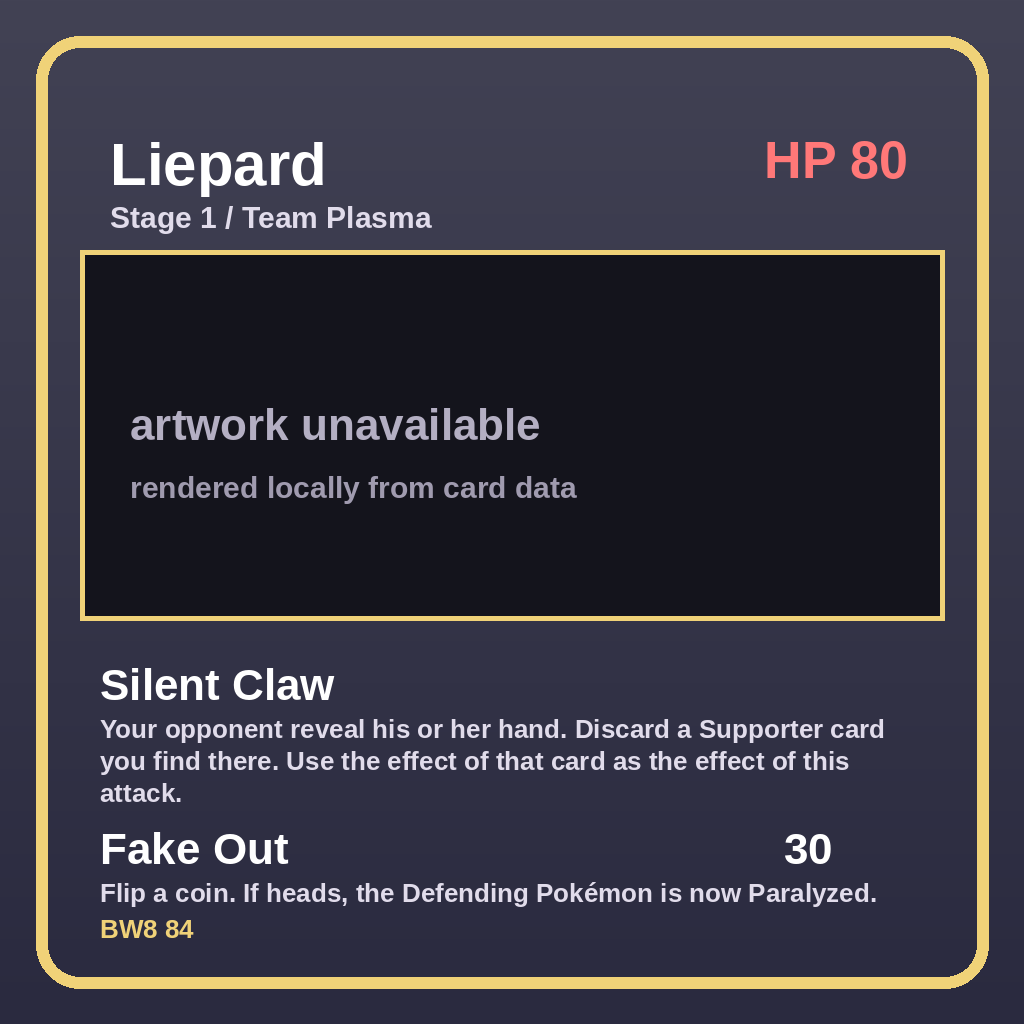 Liepard
HP 80
Stage 1 / Team Plasma
artwork unavailable
rendered locally from card data
Silent Claw
Your opponent reveal his or her hand. Discard a Supporter card
you find there. Use the effect of that card as the effect of this
attack.
Fake Out
30
Flip a coin. If heads, the Defending Pokémon is now Paralyzed.
BW8 84